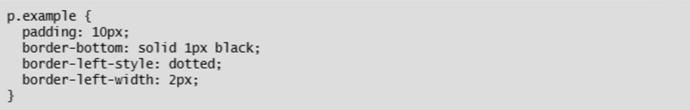 p.example {
  padding: 10px;
  border-bottom: solid 1px black;
  border-left-style: dotted;
  border-left-width: 2px;
}